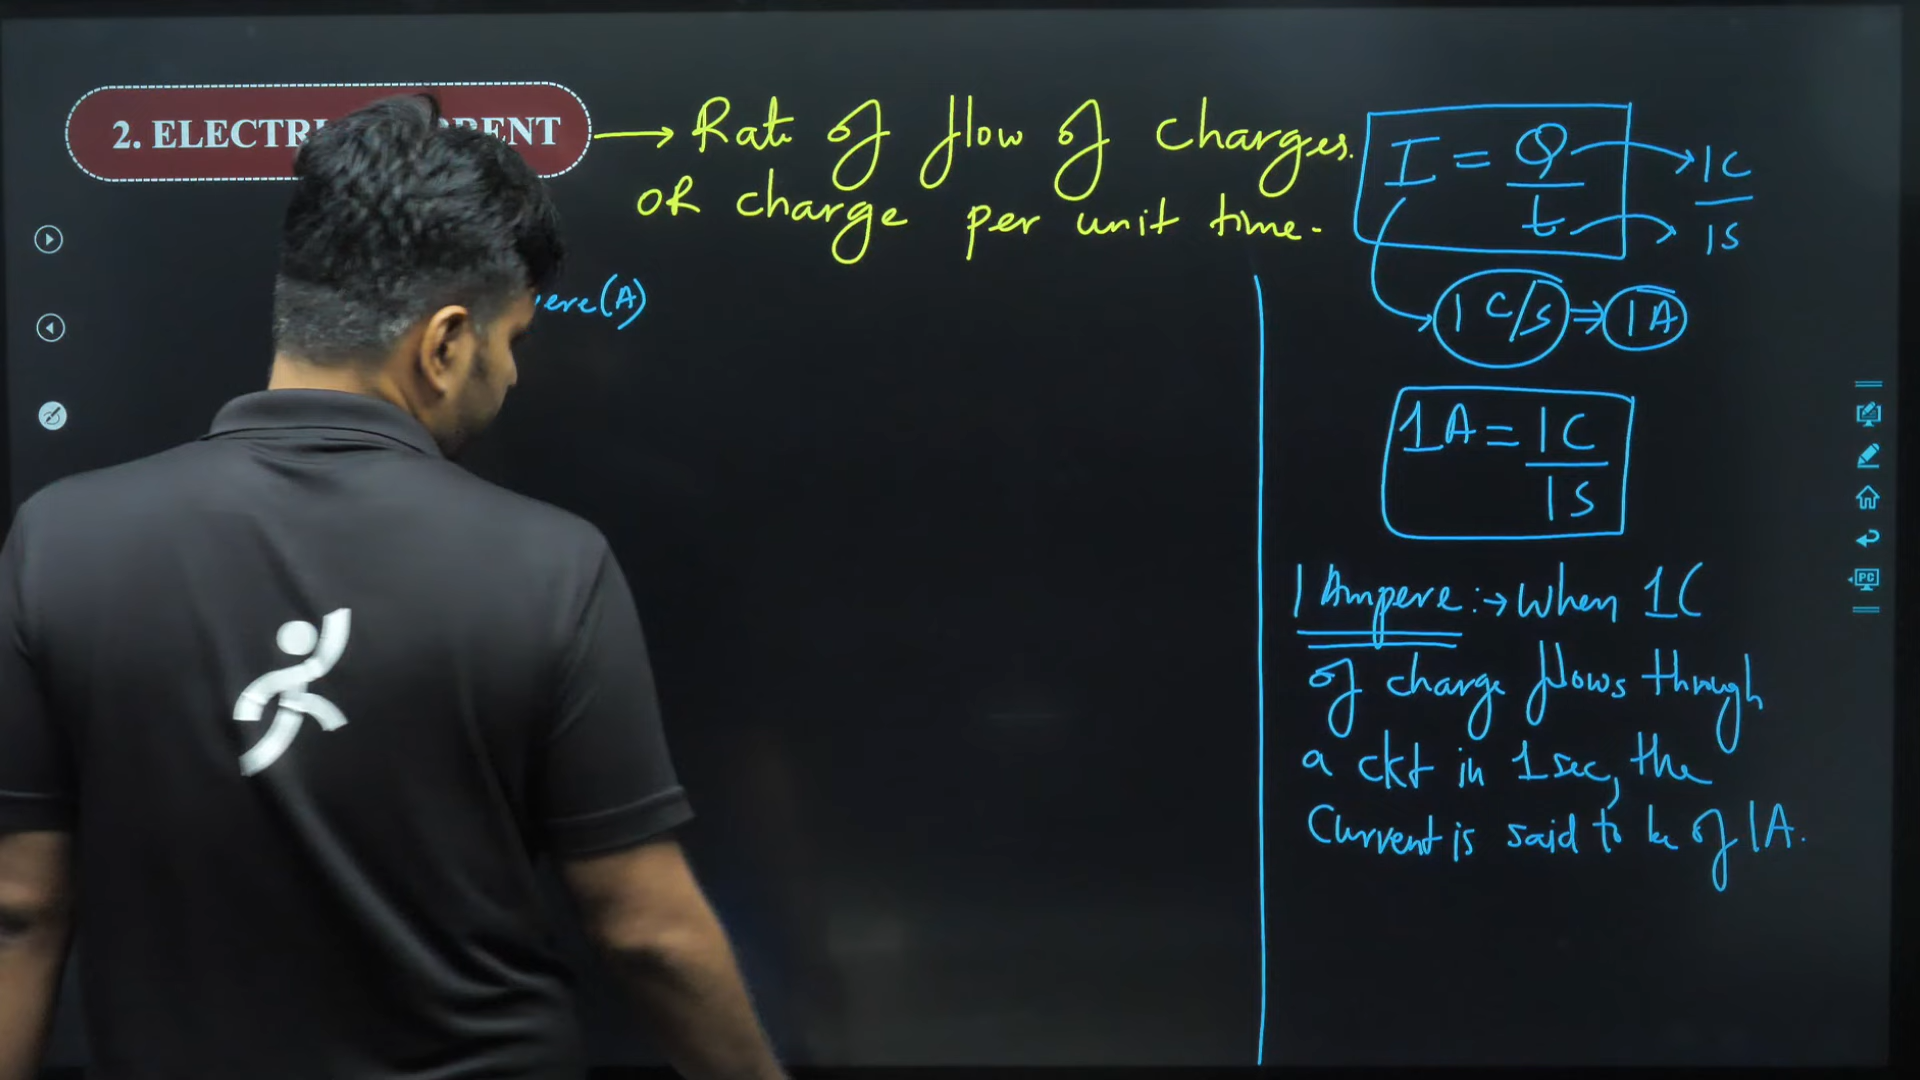 2. ELECTRI RENT → Rate of flow of charges.
OR charge per unit time.
ere(A)
I = Q/t → 1C/1S
1 C/S ⇒ 1A
1A = 1C/1S
1 Ampere :→ When 1C
of charge flows through
a ckt in 1sec, the
Current is said to be of 1A.
PC